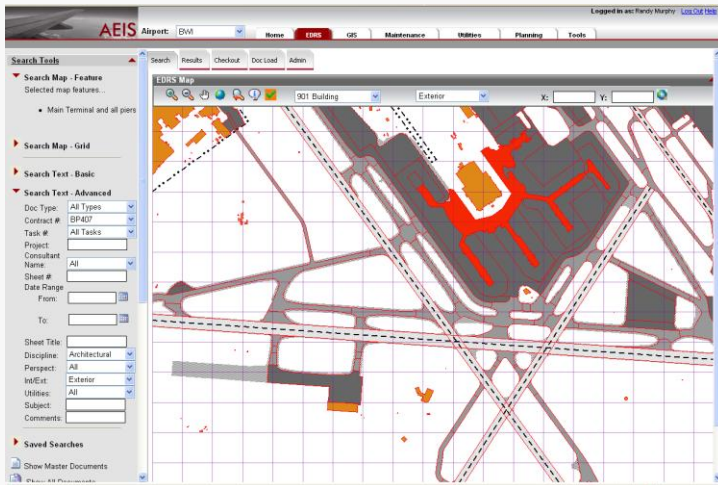 Logged in as: Randy Murphy Log Out Help
AEIS Airport: BWI
Home EDRS GIS Maintenance Utilities Planning Tools
Search Tools
Search Results Checkout Doc Load Admin
EDRS Map
901 Building Exterior X: Y:
Search Map - Feature
Selected map features...
Main Terminal and all piers
Search Map - Grid
Search Text - Basic
Search Text - Advanced
Doc Type: All Types
Contract #: BP407
Task #: All Tasks
Project:
Consultant
Name: All
Sheet #:
Date Range
From:
To:
Sheet Title:
Discipline: Architectural
Perspect: All
Int/Ext: Exterior
Utilities: All
Subject:
Comments:
Saved Searches
Show Master Documents
Show All Documents